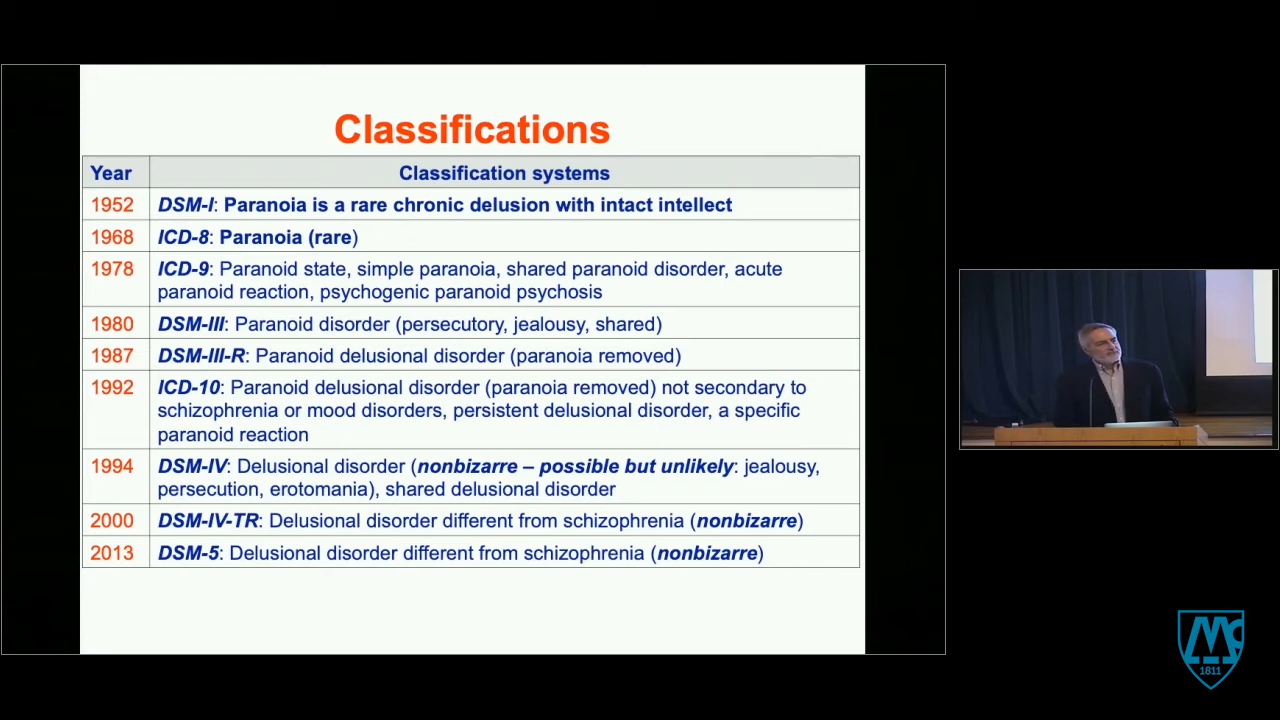 Classifications
Year Classification systems
1952 DSM-I: Paranoia is a rare chronic delusion with intact intellect
1968 ICD-8: Paranoia (rare)
1978 ICD-9: Paranoid state, simple paranoia, shared paranoid disorder, acute
paranoid reaction, psychogenic paranoid psychosis
1980 DSM-III: Paranoid disorder (persecutory, jealousy, shared)
1987 DSM-III-R: Paranoid delusional disorder (paranoia removed)
1992 ICD-10: Paranoid delusional disorder (paranoia removed) not secondary to
schizophrenia or mood disorders, persistent delusional disorder, a specific
paranoid reaction
1994 DSM-IV: Delusional disorder (nonbizarre – possible but unlikely: jealousy,
persecution, erotomania), shared delusional disorder
2000 DSM-IV-TR: Delusional disorder different from schizophrenia (nonbizarre)
2013 DSM-5: Delusional disorder different from schizophrenia (nonbizarre)
1811